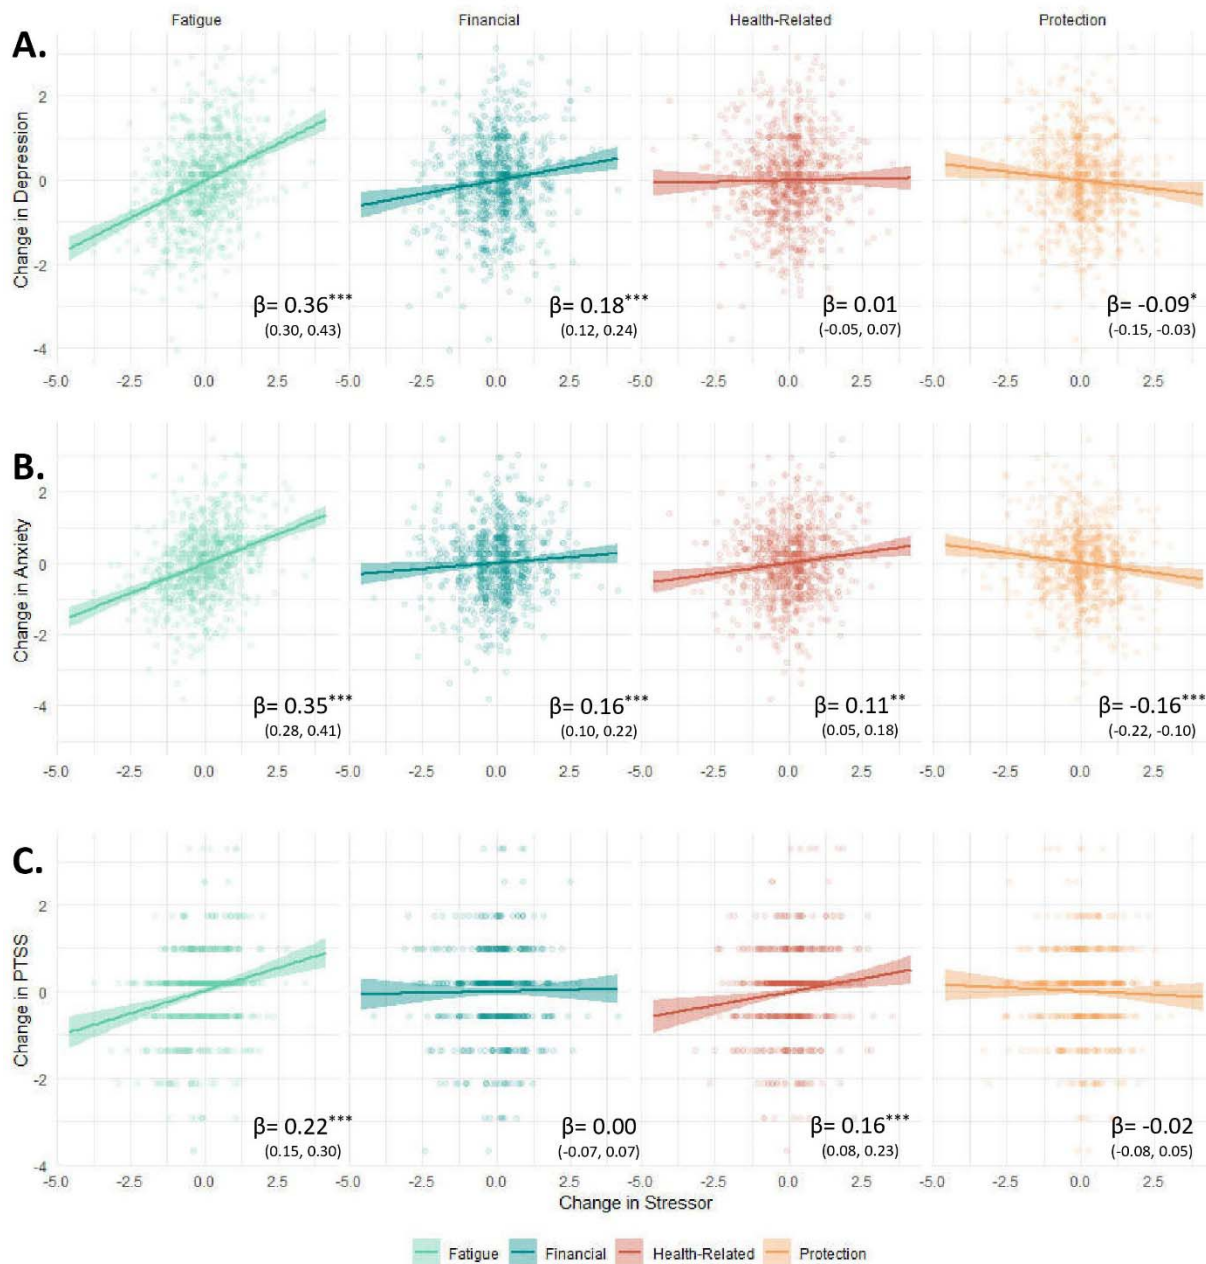 Fatigue Financial Health-Related Protection
A.
Change in Depression
2
0
-2
-4
β= 0.36*** β= 0.18*** β= 0.01 β= -0.09*
(0.30, 0.43) (0.12, 0.24) (-0.05, 0.07) (-0.15, -0.03)
-5.0 -2.5 0.0 2.5 -5.0 -2.5 0.0 2.5 -5.0 -2.5 0.0 2.5 -5.0 -2.5 0.0 2.5
B.
Change in Anxiety
2
0
-2
-4
β= 0.35*** β= 0.16*** β= 0.11** β= -0.16***
(0.28, 0.41) (0.10, 0.22) (0.05, 0.18) (-0.22, -0.10)
-5.0 -2.5 0.0 2.5 -5.0 -2.5 0.0 2.5 -5.0 -2.5 0.0 2.5 -5.0 -2.5 0.0 2.5
C.
Change in PTSS
2
0
-2
-4
β= 0.22*** β= 0.00 β= 0.16*** β= -0.02
(0.15, 0.30) (-0.07, 0.07) (0.08, 0.23) (-0.08, 0.05)
-5.0 -2.5 0.0 2.5 -5.0 -2.5 0.0 2.5 -5.0 -2.5 0.0 2.5 -5.0 -2.5 0.0 2.5
Change in Stressor
Fatigue Financial Health-Related Protection